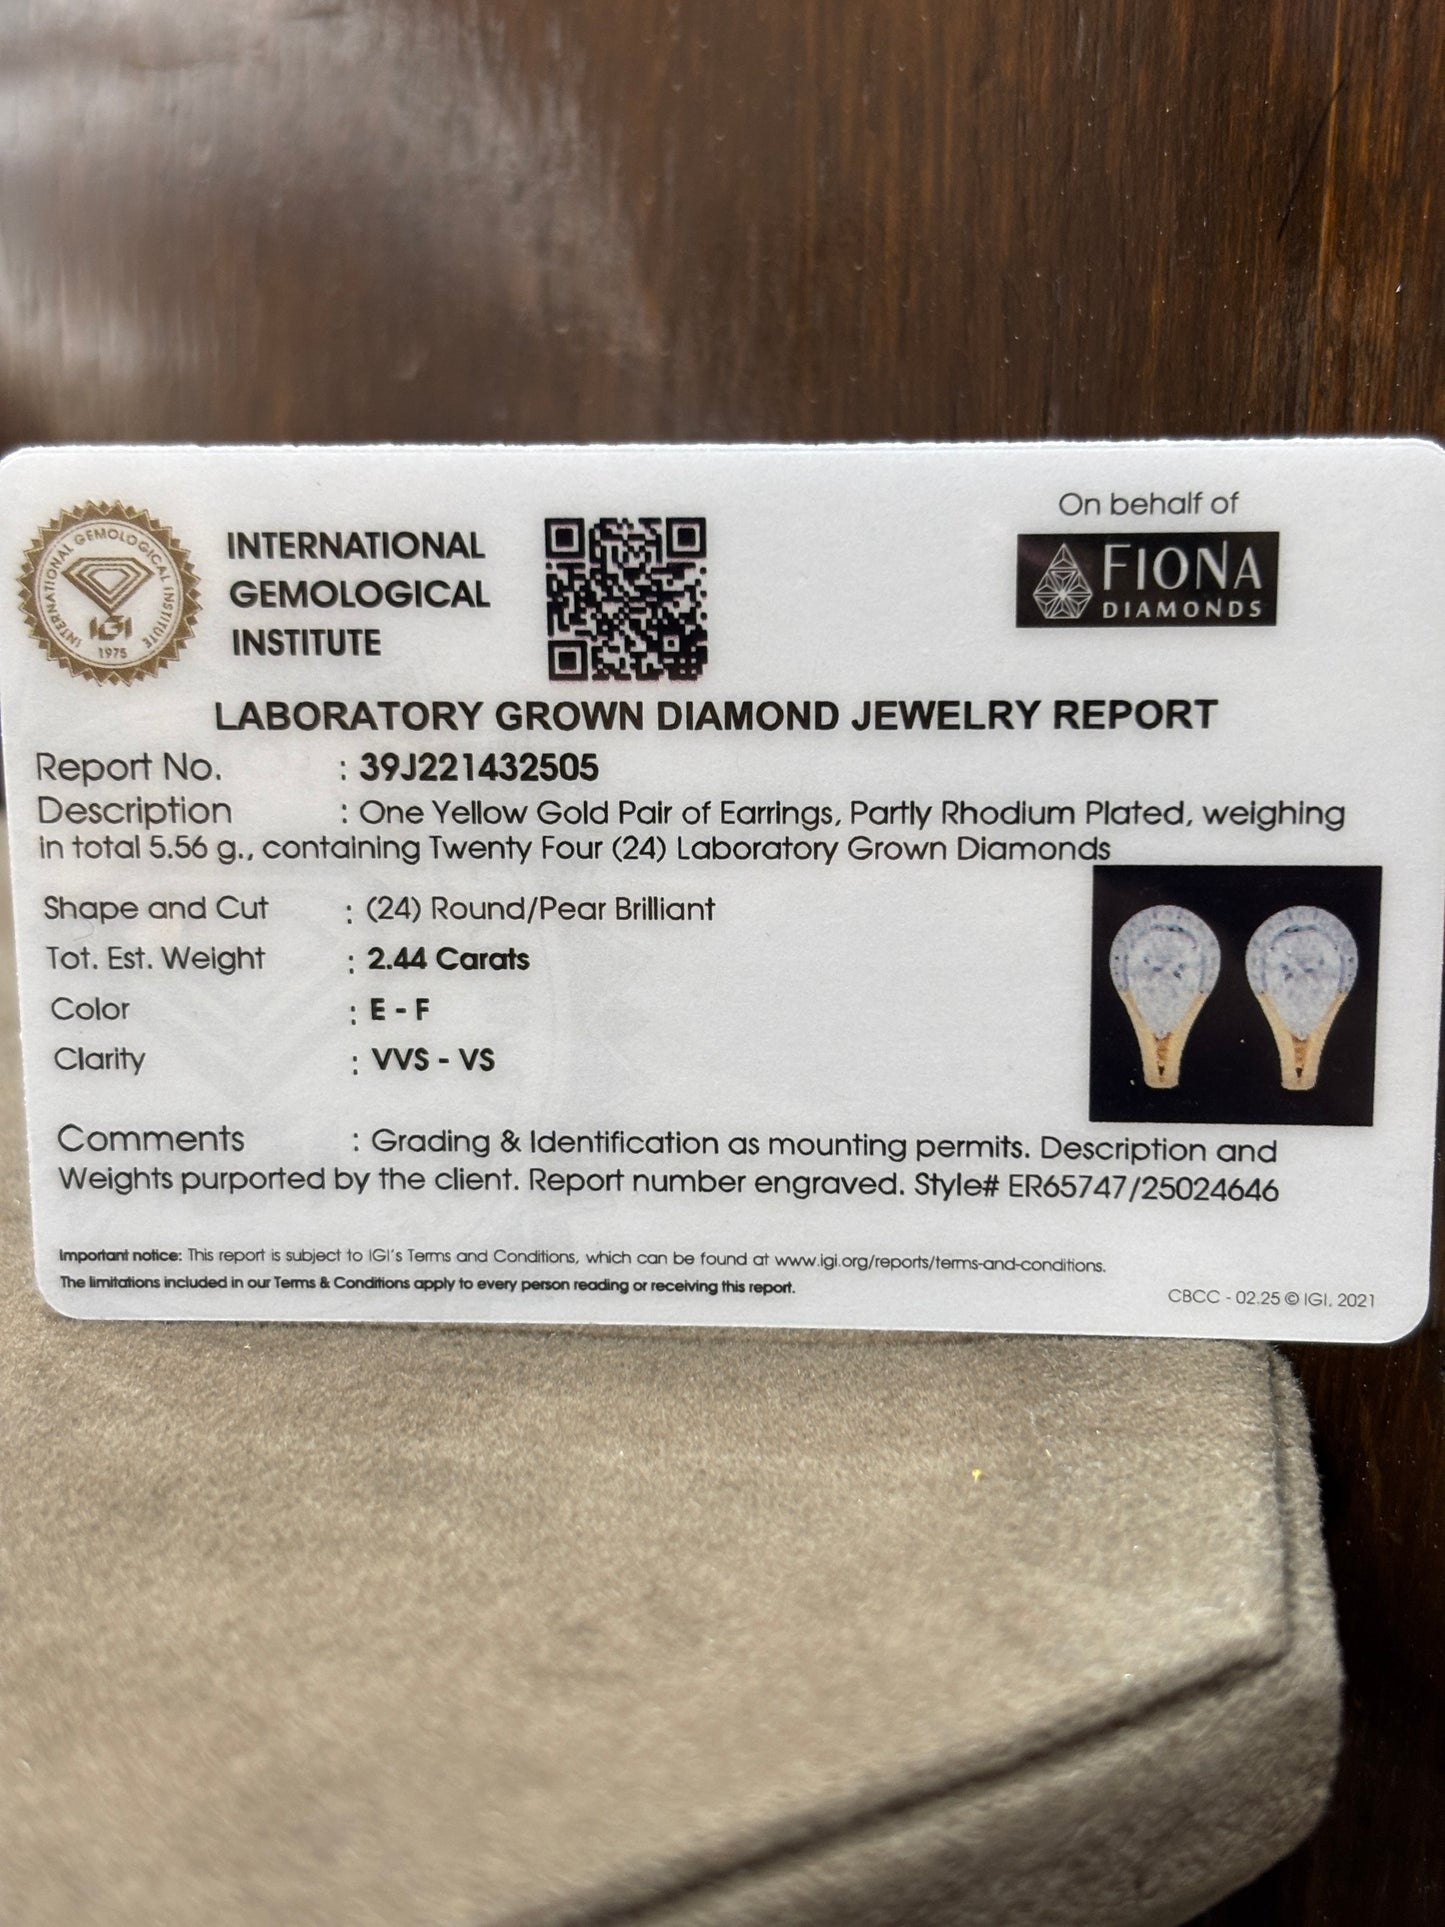 INTERNATIONAL GEMOLOGICAL INSTITUTE
IGI
1975
INTERNATIONAL
GEMOLOGICAL
INSTITUTE
On behalf of
FIONA
DIAMONDS
LABORATORY GROWN DIAMOND JEWELRY REPORT
Report No. : 39J221432505
Description : One Yellow Gold Pair of Earrings, Partly Rhodium Plated, weighing
in total 5.56 g., containing Twenty Four (24) Laboratory Grown Diamonds
Shape and Cut : (24) Round/Pear Brilliant
Tot. Est. Weight : 2.44 Carats
Color : E - F
Clarity : VVS - VS
Comments : Grading & Identification as mounting permits. Description and
Weights purported by the client. Report number engraved. Style# ER65747/25024646
Important notice: This report is subject to IGI's Terms and Conditions, which can be found at www.igi.org/reports/terms-and-conditions.
The limitations included in our Terms & Conditions apply to every person reading or receiving this report.
CBCC - 02.25 © IGI, 2021